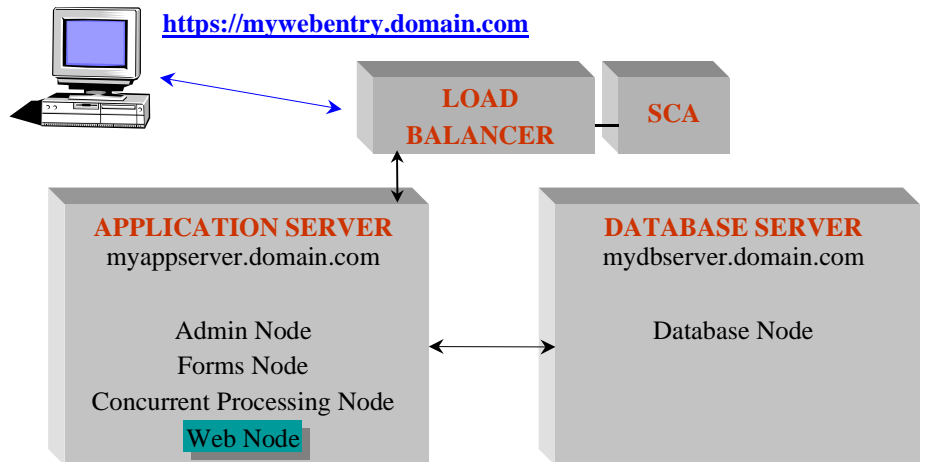 https://mywebentry.domain.com
LOAD
BALANCER
SCA
APPLICATION SERVER
myappserver.domain.com
Admin Node
Forms Node
Concurrent Processing Node
Web Node
DATABASE SERVER
mydbserver.domain.com
Database Node